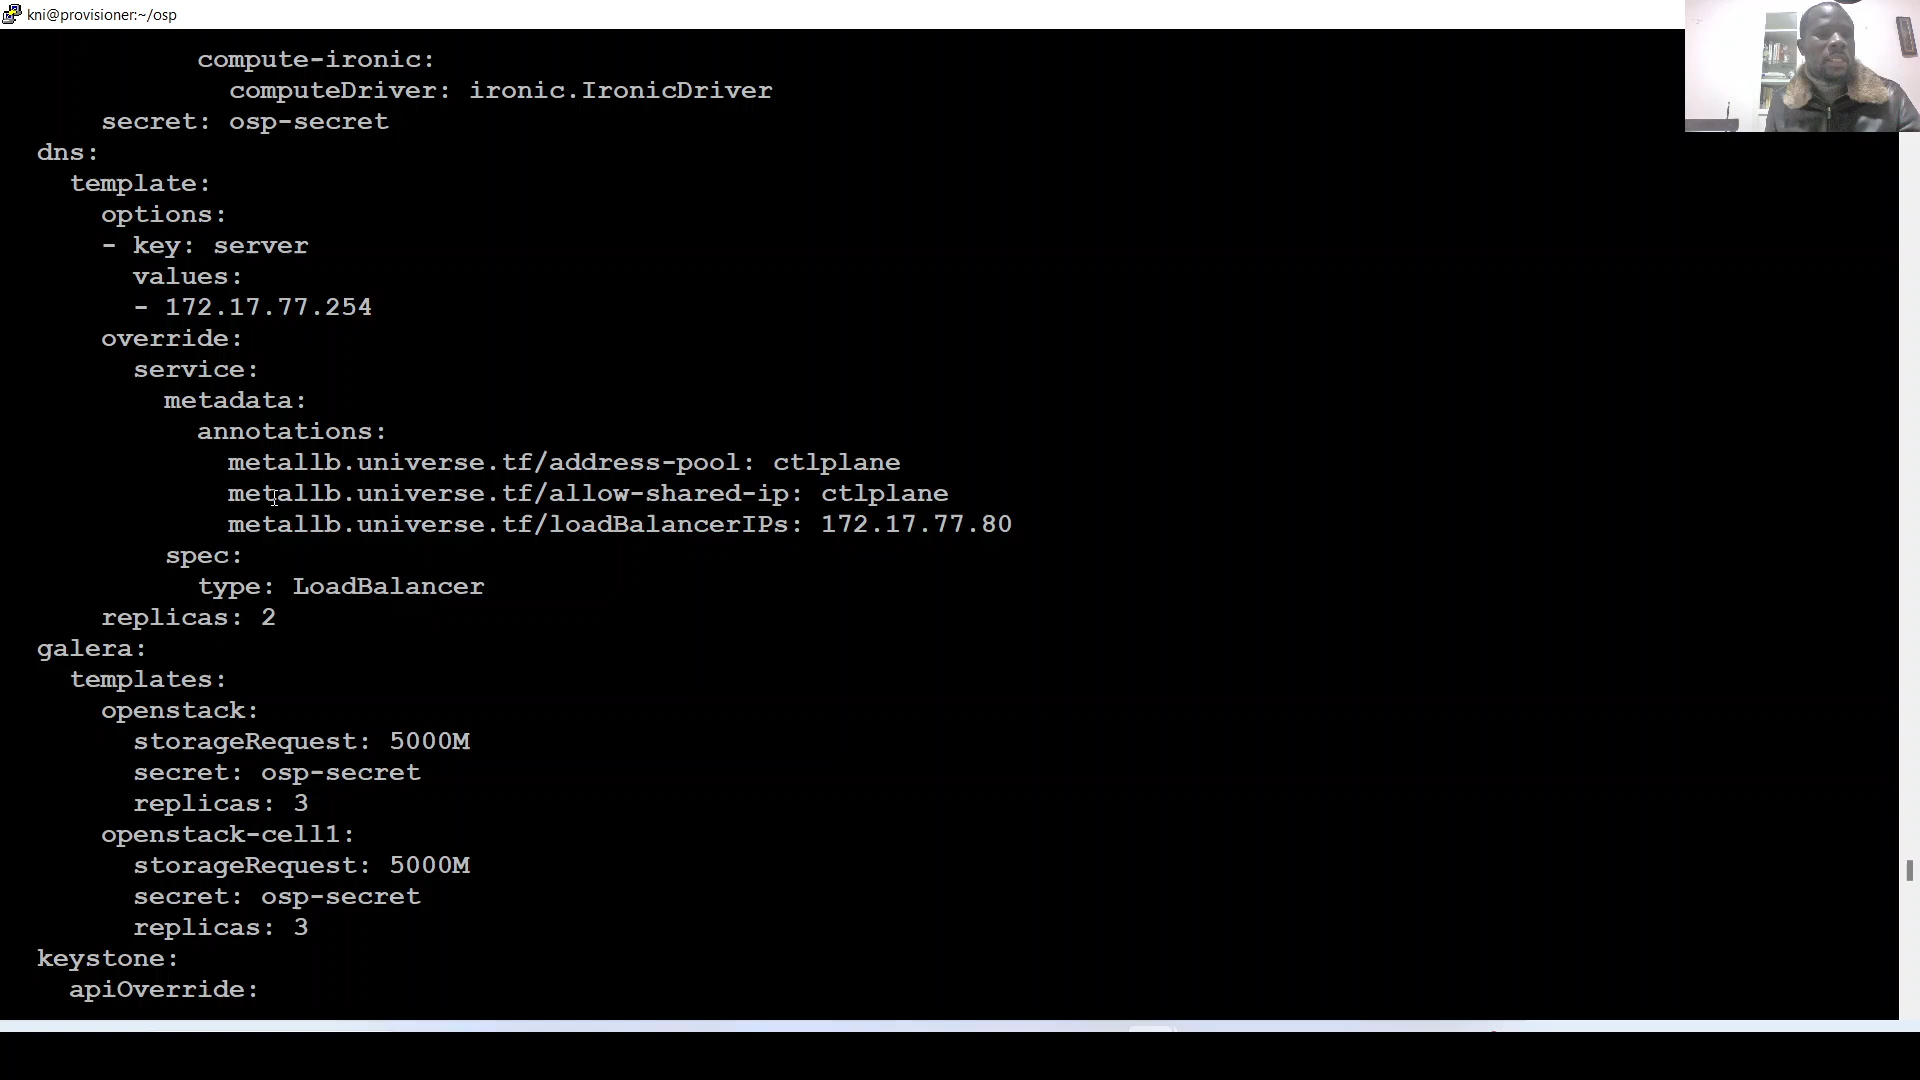 kni@provisioner:~/osp
compute-ironic:
computeDriver: ironic.IronicDriver
secret: osp-secret
dns:
template:
options:
- key: server
values:
- 172.17.77.254
override:
service:
metadata:
annotations:
metallb.universe.tf/address-pool: ctlplane
metallb.universe.tf/allow-shared-ip: ctlplane
metallb.universe.tf/loadBalancerIPs: 172.17.77.80
spec:
type: LoadBalancer
replicas: 2
galera:
templates:
openstack:
storageRequest: 5000M
secret: osp-secret
replicas: 3
openstack-cell1:
storageRequest: 5000M
secret: osp-secret
replicas: 3
keystone:
apiOverride: